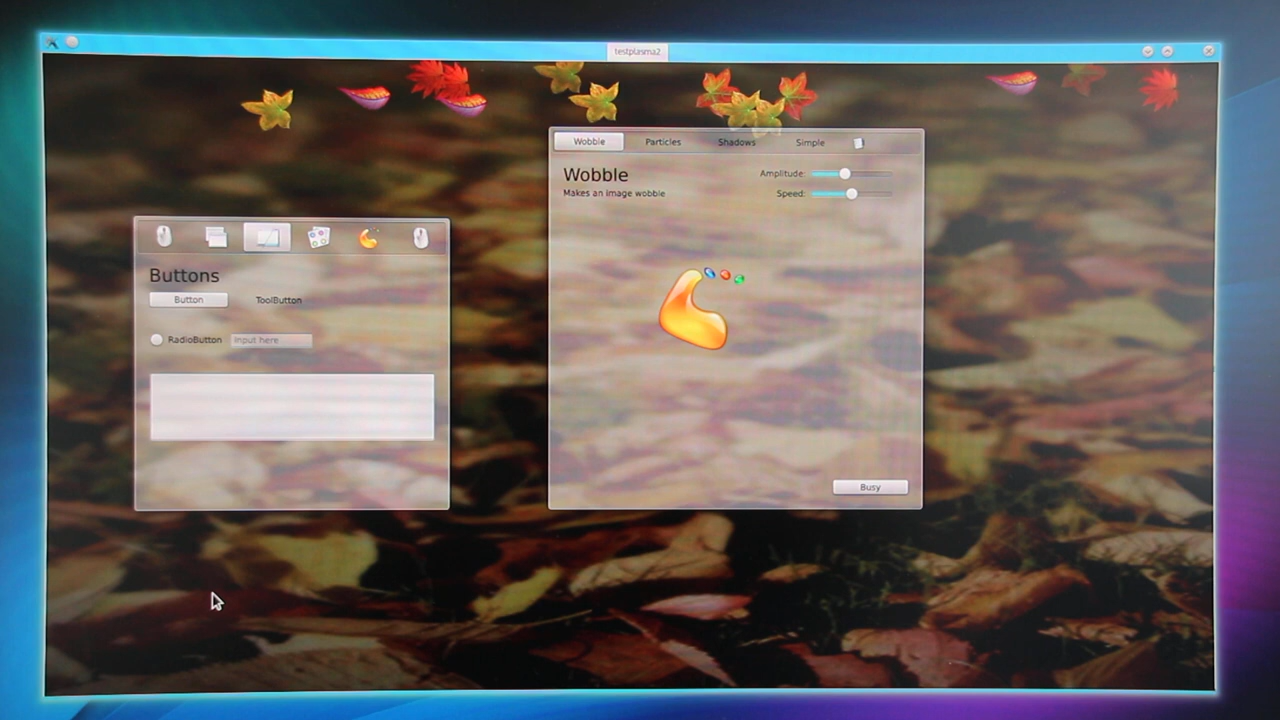 testplasma2
Wobble Particles Shadows Simple
Wobble
Makes an image wobble
Amplitude:
Speed:
Busy
Buttons
Button ToolButton
RadioButton input here